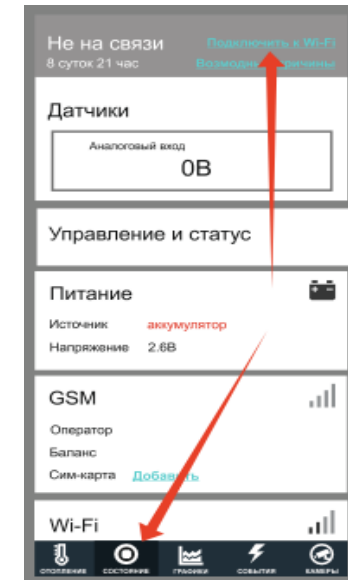 Не на связи
Подключить к Wi-Fi
8 суток 21 час
Возможные причины
Датчики
Аналоговый вход
0В
Управление и статус
Питание
Источник аккумулятор
Напряжение 2.6В
GSM
Оператор
Баланс
Сим-карта Добавить
Wi-Fi
ОТОПЛЕНИЕ СОСТОЯНИЕ ГРАФИКИ СОБЫТИЯ КАМЕРЫ